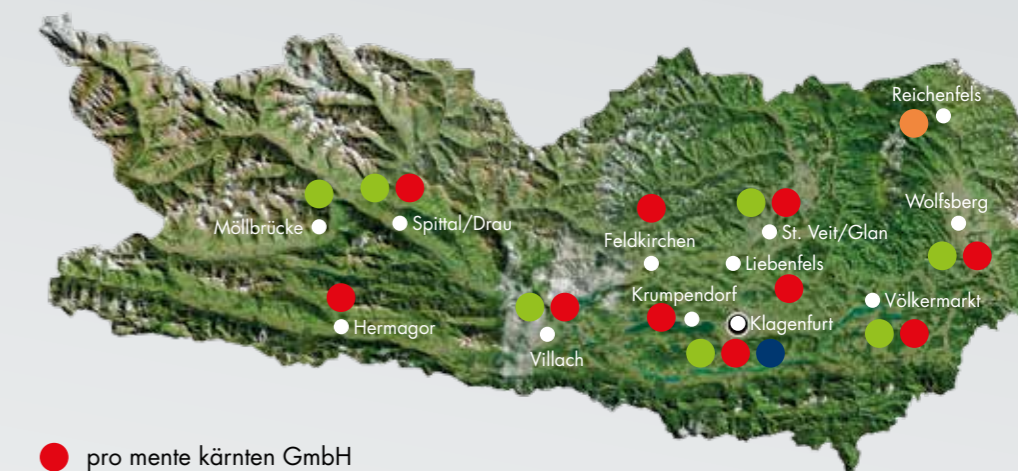 Reichenfels
Wolfsberg
Möllbrücke
Spittal/Drau
St. Veit/Glan
Feldkirchen
Liebenfels
Krumpendorf
Völkermarkt
Hermagor
Klagenfurt
Villach
pro mente kärnten GmbH